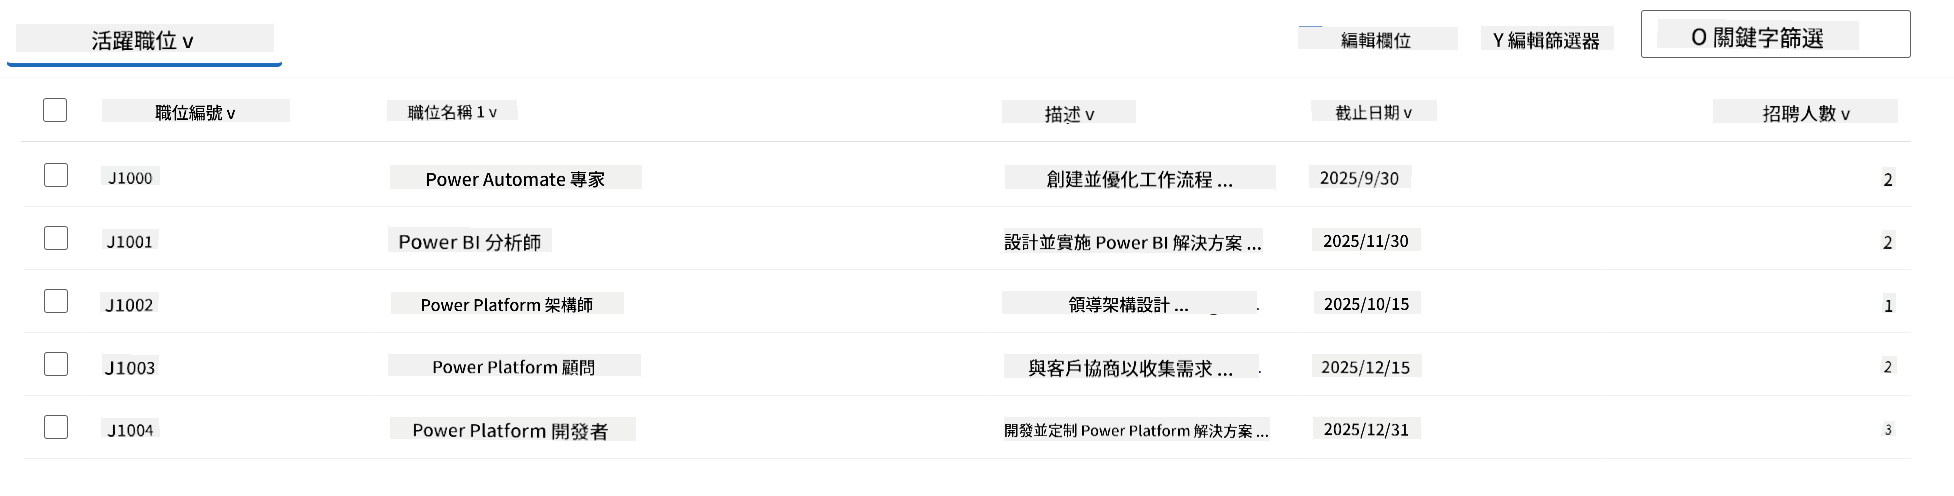 活躍職位 v
編輯欄位
Y 編輯篩選器
O 關鍵字篩選
職位編號 v 職位名稱 1 v 描述 v 截止日期 v 招聘人數 v
J1000 Power Automate 專家 創建並優化工作流程 ... 2025/9/30 2
J1001 Power BI 分析師 設計並實施 Power BI 解決方案 ... 2025/11/30 2
J1002 Power Platform 架構師 領導架構設計 ... 2025/10/15 1
J1003 Power Platform 顧問 與客戶協商以收集需求 ... 2025/12/15 2
J1004 Power Platform 開發者 開發並定制 Power Platform 解決方案 ... 2025/12/31 3